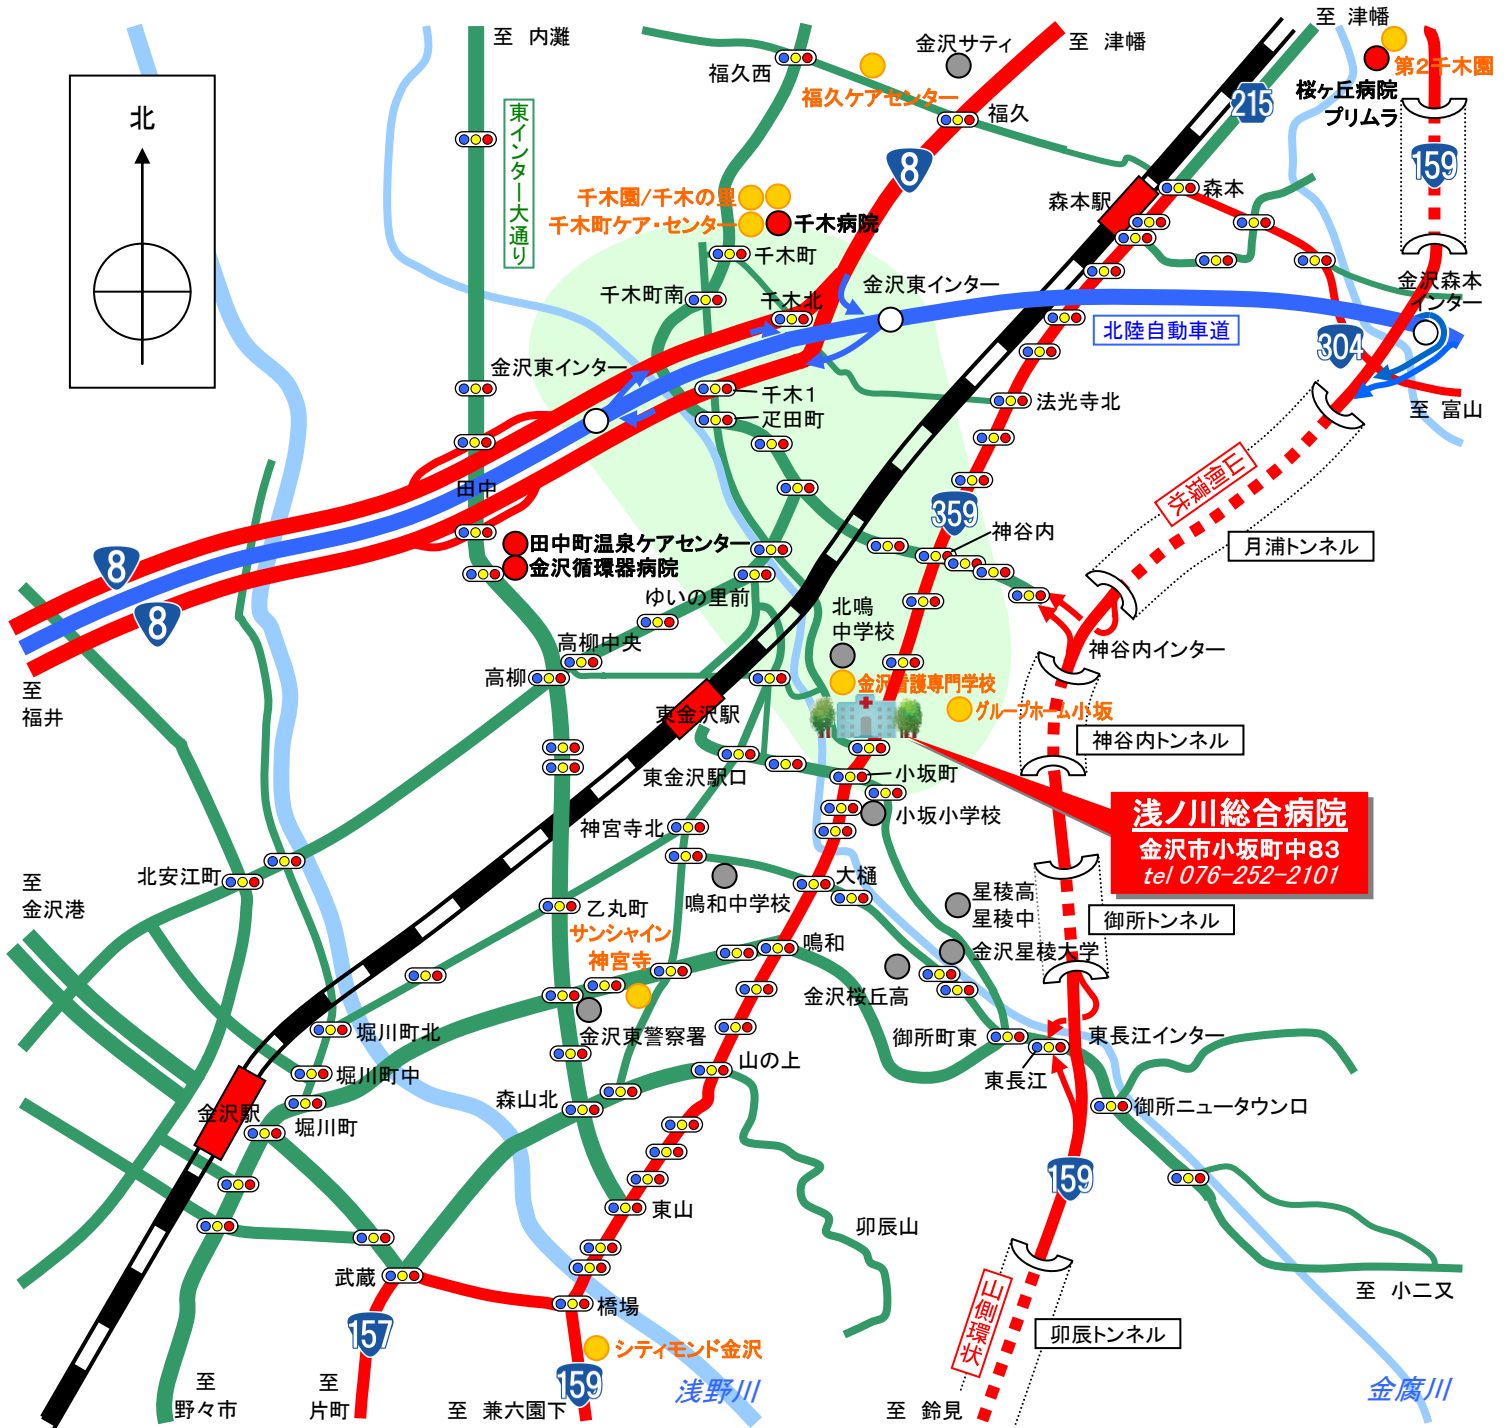 至 内灘
福久西
金沢サティ
至 津幡
至 津幡
第2千木園
桜ヶ丘病院
プリムラ
福久ケアセンター
福久
215
159
8
北
東インター大通り
千木園/千木の里
千木町ケア・センター
千木病院
森本駅
森本
千木町
千木町南
千木北
金沢東インター
金沢森本
インター
北陸自動車道
304
金沢東インター
千木1
疋田町
法光寺北
至 富山
山側環状
田中
359
神谷内
月浦トンネル
田中町温泉ケアセンター
金沢循環器病院
8
8
ゆいの里前
北鳴
中学校
高柳中央
高柳
神谷内インター
至
福井
金沢看護専門学校
グループホーム小坂
東金沢駅
神谷内トンネル
東金沢駅口
小坂町
小坂小学校
浅ノ川総合病院
金沢市小坂町中83
tel 076-252-2101
神宮寺北
北安江町
至
金沢港
鳴和中学校
大樋
星稜高
星稜中
御所トンネル
乙丸町
サンシャイン
神宮寺
鳴和
金沢星稜大学
金沢桜丘高
堀川町北
金沢東警察署
御所町東
東長江インター
堀川町中
山の上
東長江
金沢駅
堀川町
森山北
御所ニュータウン口
159
東山
卯辰山
武蔵
橋場
至 小二又
157
山側環状
卯辰トンネル
シティモンド金沢
159
至
野々市
至
片町
至 兼六園下
浅野川
至 鈴見
金腐川